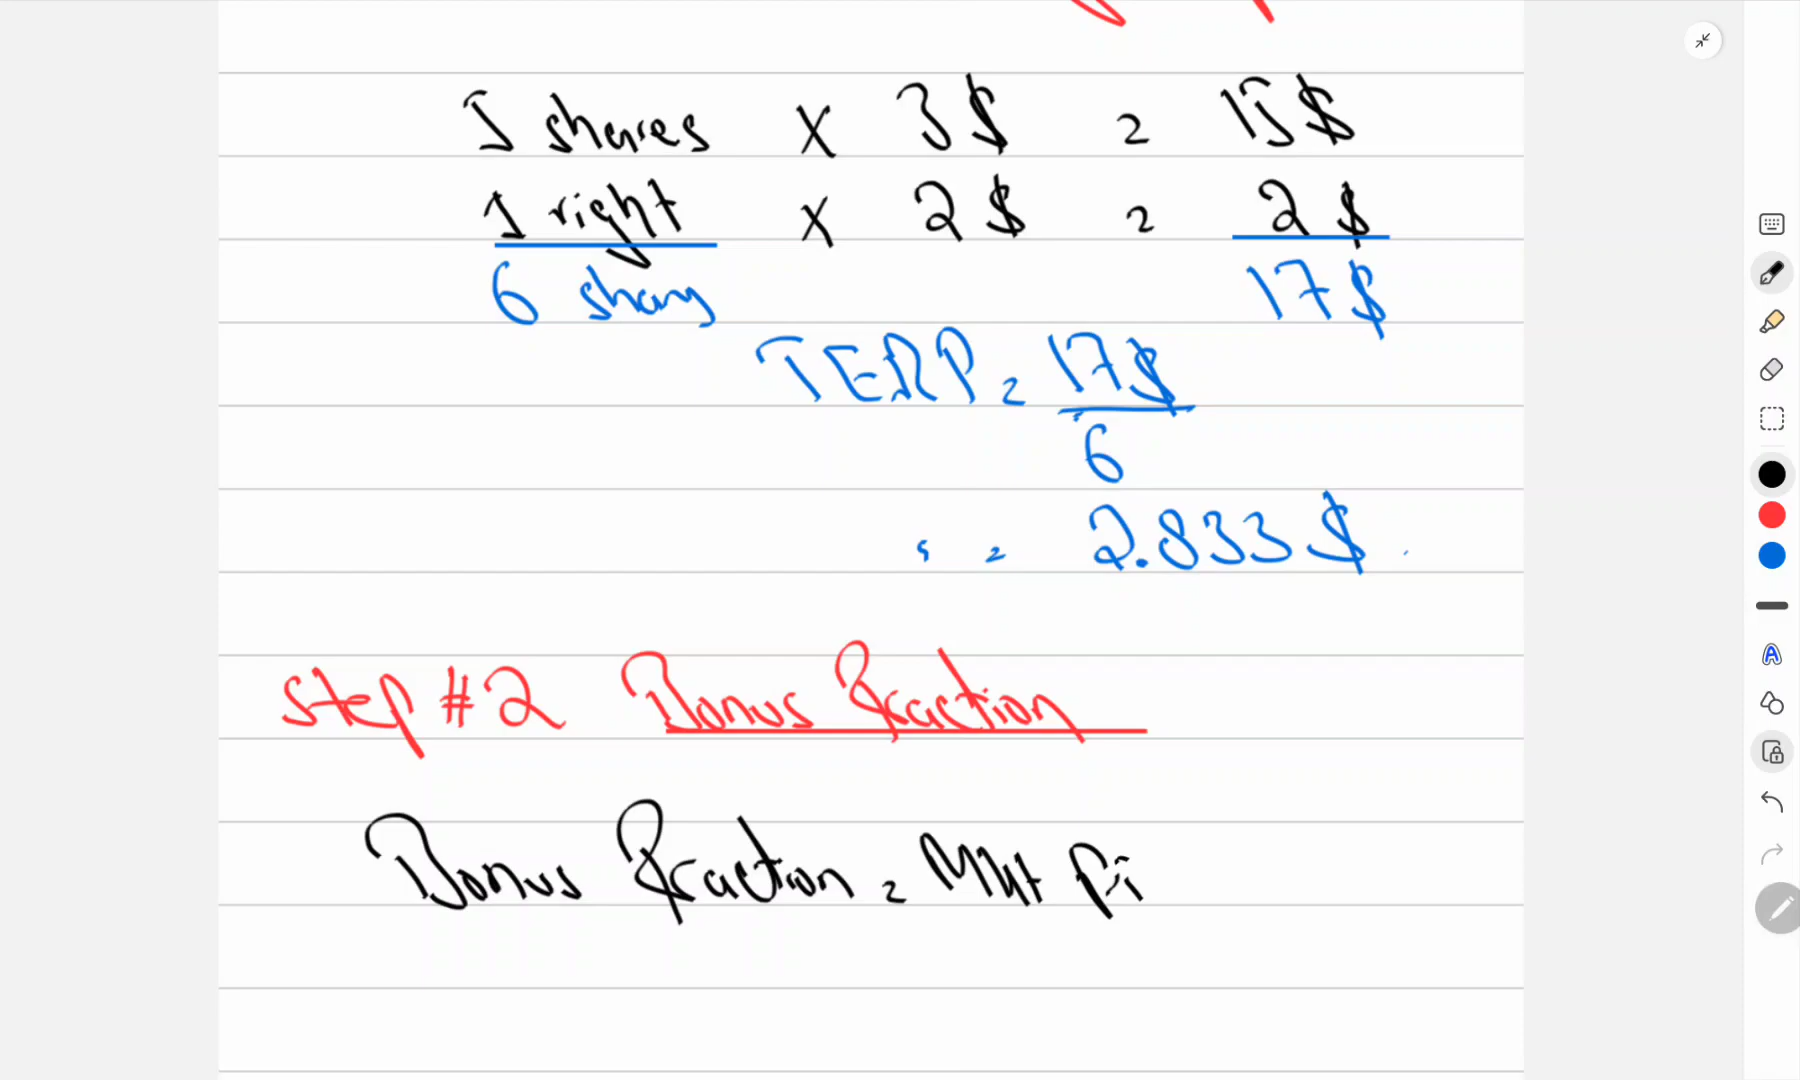 5 shares x 3$ = 15$
1 right x 2$ = 2$
6 shares 17$
TERP = 17$
6
= 2.833$
Step #2 Bonus Fraction
Bonus Fraction = Mkt Pri